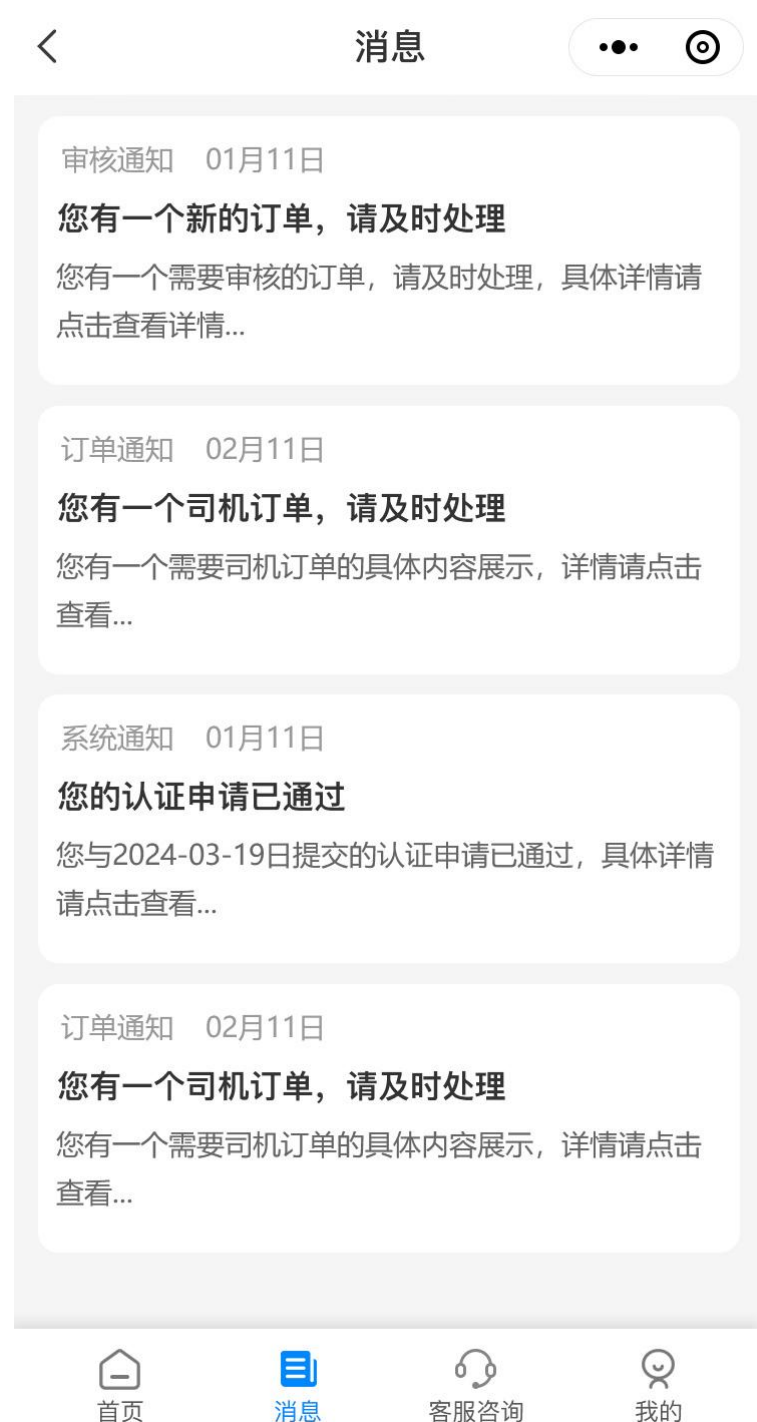 消息
审核通知 01月11日
您有一个新的订单，请及时处理
您有一个需要审核的订单，请及时处理，具体详情请
点击查看详情...
订单通知 02月11日
您有一个司机订单，请及时处理
您有一个需要司机订单的具体内容展示，详情请点击
查看...
系统通知 01月11日
您的认证申请已通过
您与2024-03-19日提交的认证申请已通过，具体详情
请点击查看...
订单通知 02月11日
您有一个司机订单，请及时处理
您有一个需要司机订单的具体内容展示，详情请点击
查看...
首页 消息 客服咨询 我的